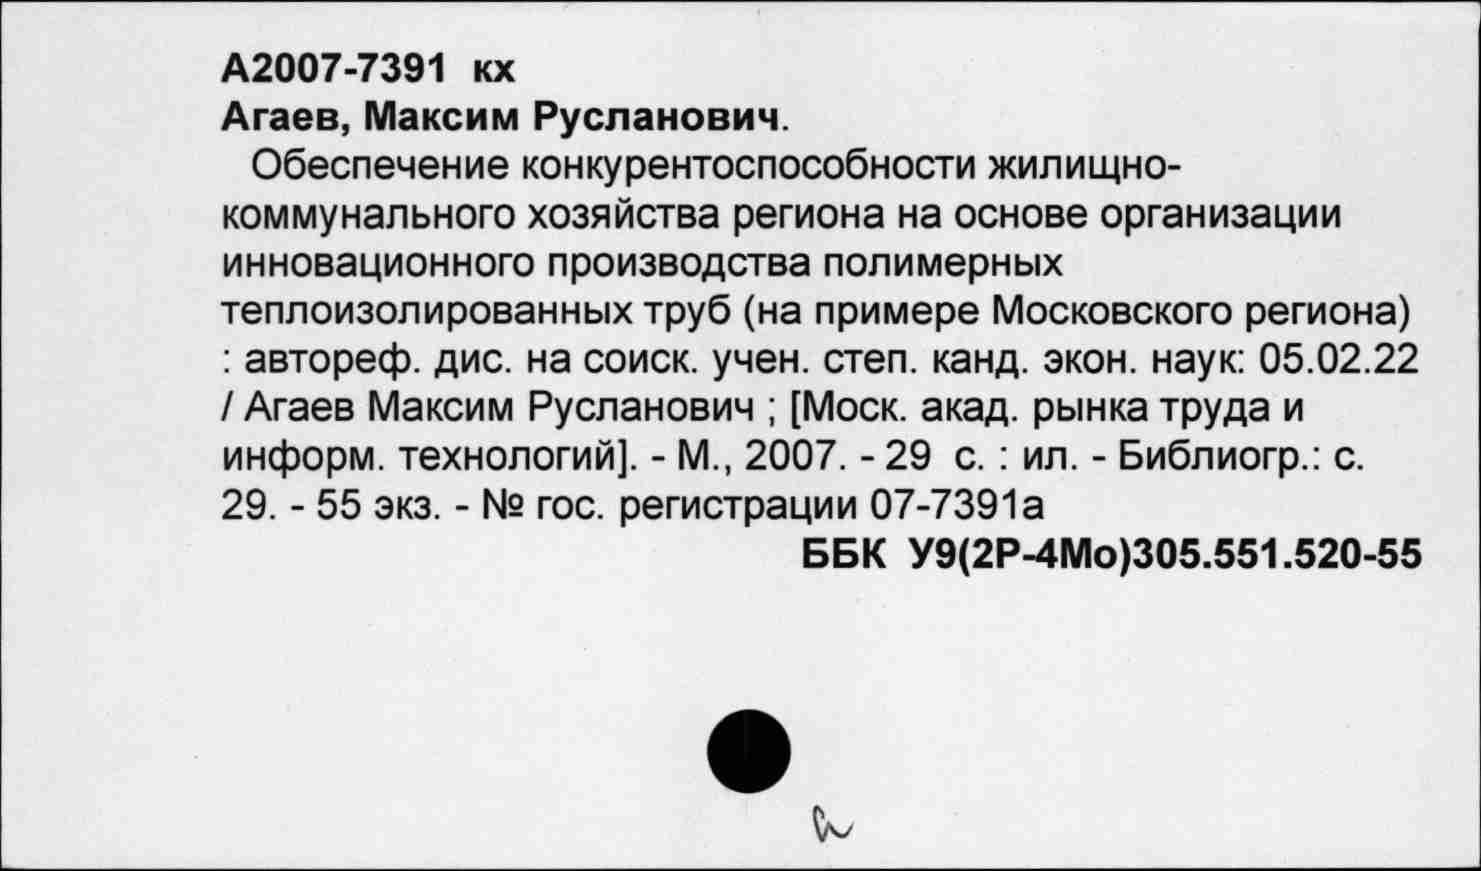 А2007-7391 кх
Агаев, Максим Русланович.
Обеспечение конкурентоспособности жилищно-
коммунального хозяйства региона на основе организации
инновационного производства полимерных
теплоизолированных труб (на примере Московского региона)
: автореф. дис. на соиск. учен. степ. канд. экон. наук: 05.02.22
/ Агаев Максим Русланович ; [Моск. акад. рынка труда и
информ. технологий]. - М., 2007. - 29 с. : ил. - Библиогр.: с.
29. - 55 экз. - № гос. регистрации 07-7391а
ББК У9(2Р-4Мо)305.551.520-55